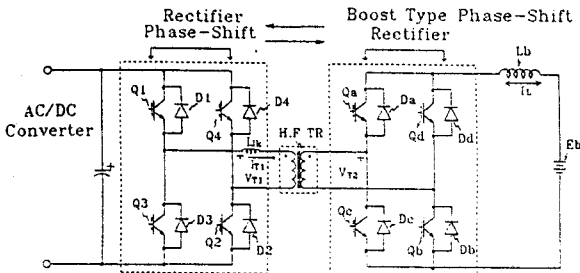 Rectifier
Phase-Shift
Boost Type Phase-Shift
Rectifier
Lb
iL
AC/DC
Converter
Q1
D1
Q4
D4
Qa
Da
Qd
Dd
Eb
H.F TR
Llk
iT1
VT1
VT2
Q3
D3
Q2
D2
Qc
Dc
Qb
Db